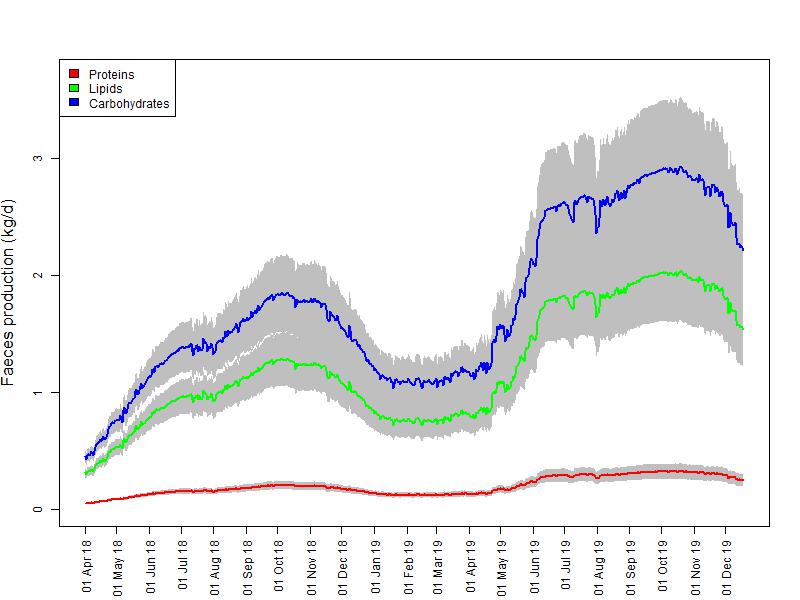 Proteins
Lipids
Carbohydrates
Faeces production (kg/d)
3
2
1
0
01 Apr 18
01 May 18
01 Jun 18
01 Jul 18
01 Aug 18
01 Sep 18
01 Oct 18
01 Nov 18
01 Dec 18
01 Jan 19
01 Feb 19
01 Mar 19
01 Apr 19
01 May 19
01 Jun 19
01 Jul 19
01 Aug 19
01 Sep 19
01 Oct 19
01 Nov 19
01 Dec 19